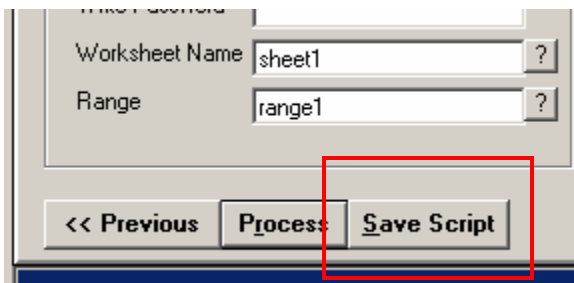 Worksheet Name sheet1 ?
Range range1 ?
<< Previous Process Save Script